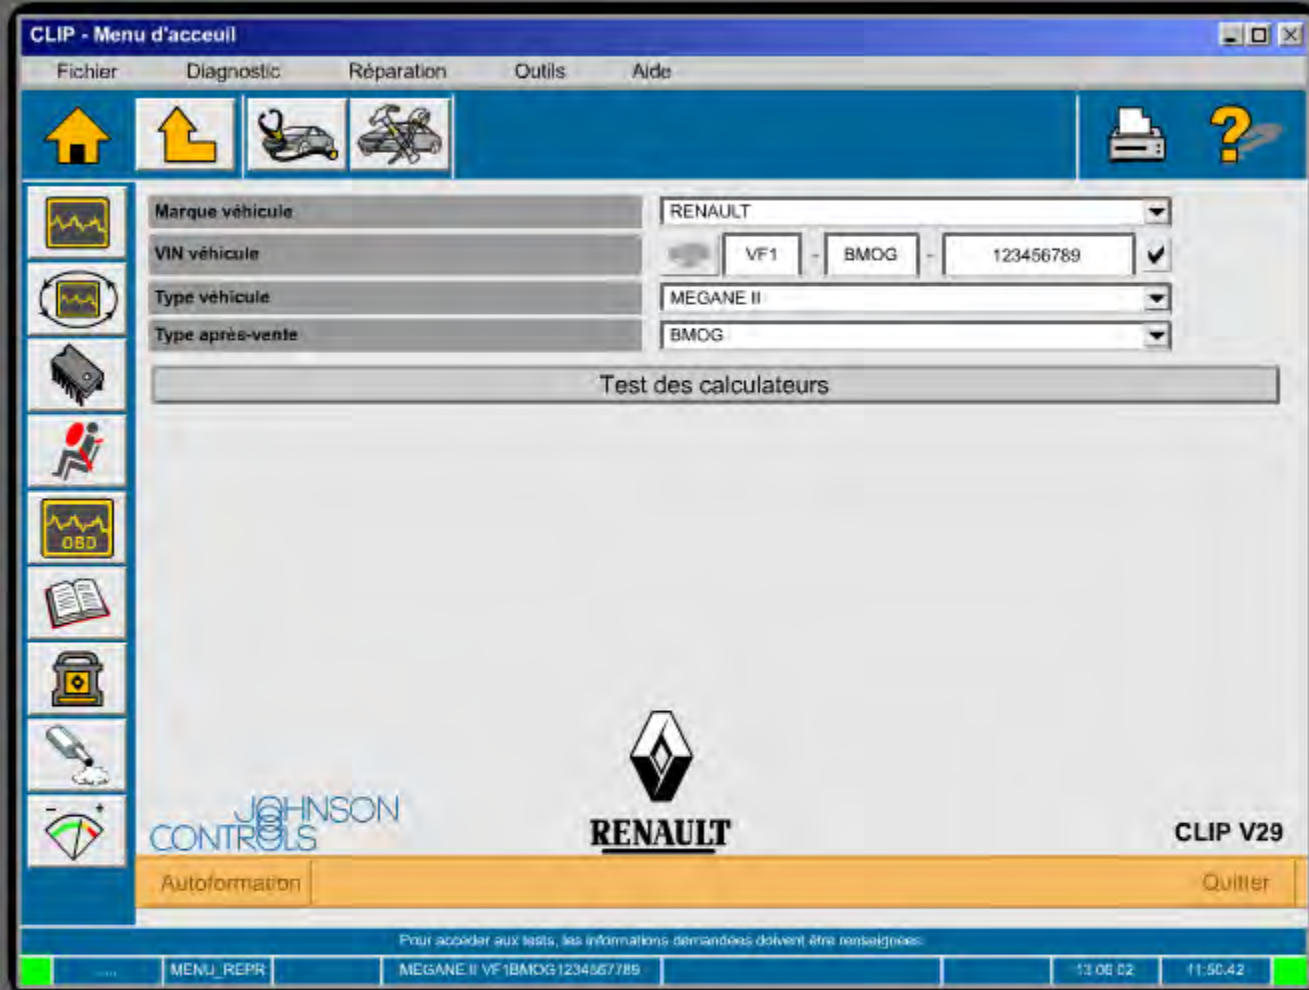 CLIP - Menu d'acceuil
Fichier Diagnostic Réparation Outils Aide
Marque véhicule RENAULT
VIN véhicule VF1 - BMOG - 123456789
Type véhicule MEGANE II
Type après-vente BMOG
Test des calculateurs
OBD
- +
JOHNSON
CONTROLS
RENAULT
CLIP V29
Autoformation Quitter
Pour accéder aux tests, les informations demandées doivent être renseignées.
..... MENU_REPR MEGANE II VF1BMOG1234567789 13 06 02 11:50.42